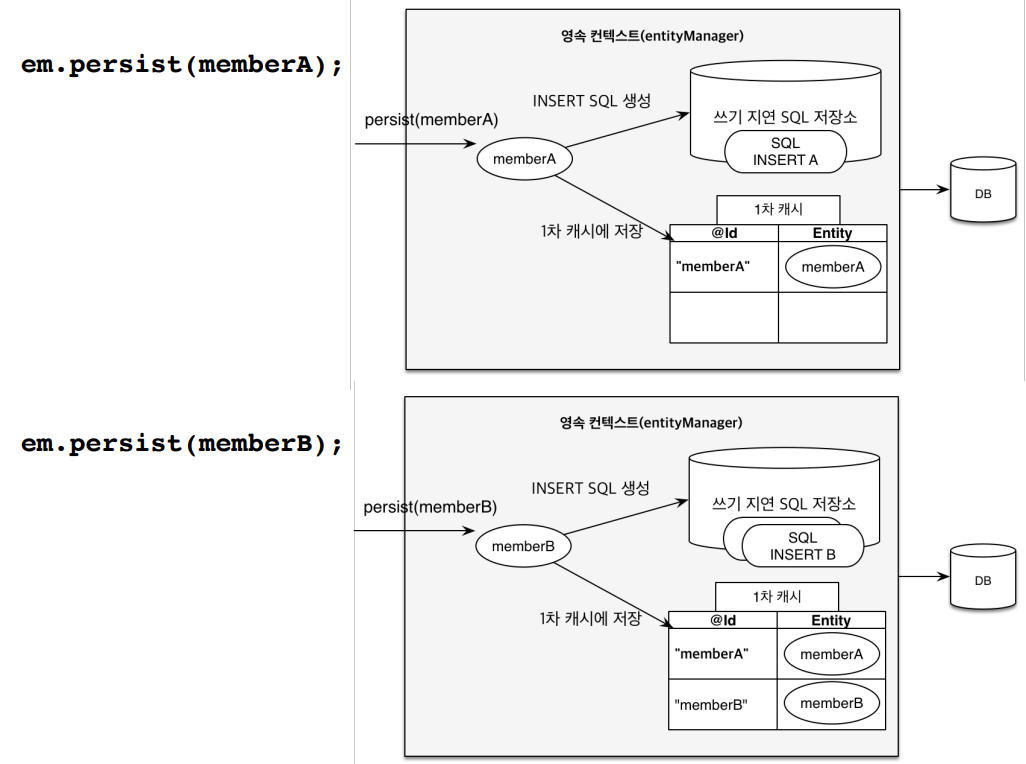 em.persist(memberA);
영속 컨텍스트(entityManager)
INSERT SQL 생성
persist(memberA)
memberA
쓰기 지연 SQL 저장소
SQL
INSERT A
DB
1차 캐시에 저장
1차 캐시
@Id Entity
"memberA" memberA
em.persist(memberB);
영속 컨텍스트(entityManager)
INSERT SQL 생성
persist(memberB)
memberB
쓰기 지연 SQL 저장소
SQL
INSERT B
DB
1차 캐시에 저장
1차 캐시
@Id Entity
"memberA" memberA
"memberB" memberB